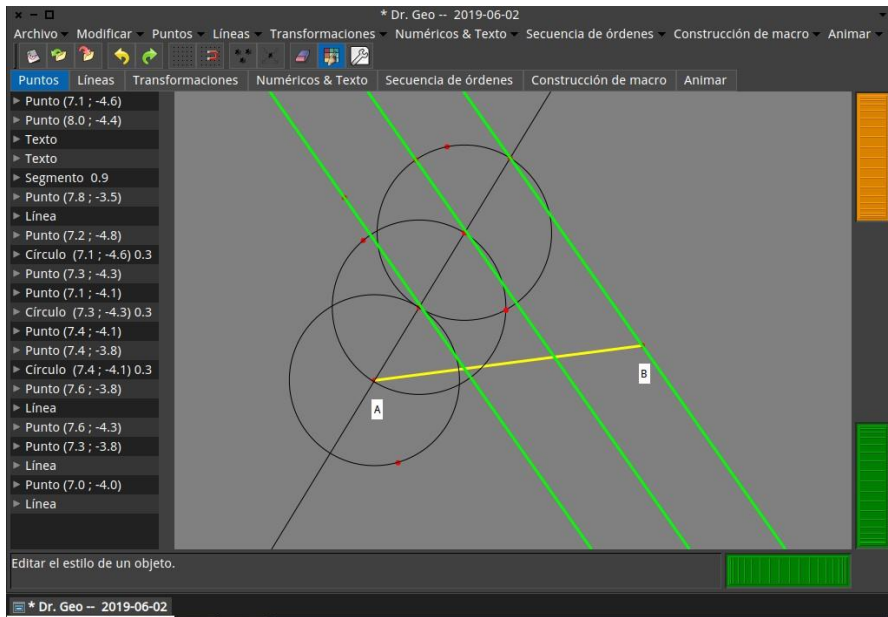 * Dr. Geo -- 2019-06-02
Archivo Modificar Puntos Líneas Transformaciones Numéricos & Texto Secuencia de órdenes Construcción de macro Animar
Puntos Líneas Transformaciones Numéricos & Texto Secuencia de órdenes Construcción de macro Animar
Punto (7.1 ; -4.6)
Punto (8.0 ; -4.4)
Texto
Texto
Segmento 0.9
Punto (7.8 ; -3.5)
Línea
Punto (7.2 ; -4.8)
Círculo (7.1 ; -4.6) 0.3
Punto (7.3 ; -4.3)
Punto (7.1 ; -4.1)
Círculo (7.3 ; -4.3) 0.3
Punto (7.4 ; -4.1)
Punto (7.4 ; -3.8)
Círculo (7.4 ; -4.1) 0.3
Punto (7.6 ; -3.8)
Línea
Punto (7.6 ; -4.3)
Punto (7.3 ; -3.8)
Línea
Punto (7.0 ; -4.0)
Línea
B
A
Editar el estilo de un objeto.
* Dr. Geo -- 2019-06-02